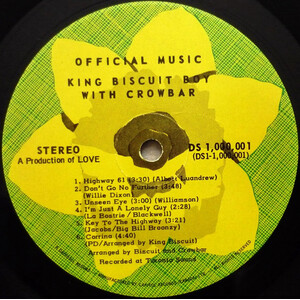 OFFICIAL MUSIC
KING BISCUIT BOY
WITH CROWBAR
STEREO
A Production of LOVE
DS 1,000,001
(DS1-1,000,001)
1. Highway 61 (3:30) (Albert Luandrew)
2. Don't Go No Further (3:48)
(Willie Dixon)
3. Unseen Eye (3:00) (Williamson)
4. I'm Just A Lonely Guy (2:28)
(La Bostrie / Blackwell)
5. Key To The Highway (3:21)
(Jacobs/Big Bill Broonzy)
6. Corrina (4:40)
(PD/Arranged by King Biscuit)
Arranged by Biscuit and Crowbar
Recorded at Toronto Sound